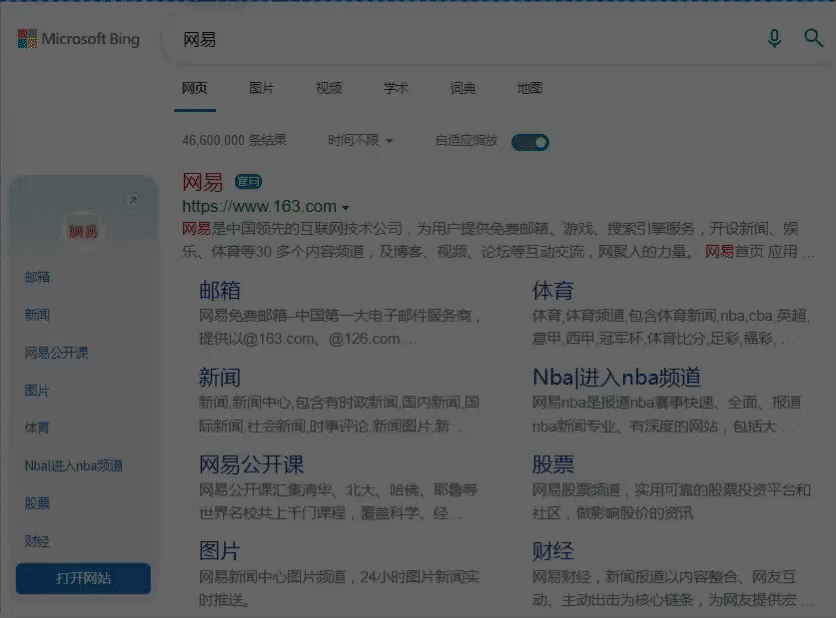 Microsoft Bing
网易
网页 图片 视频 学术 词典 地图
46,600,000 条结果 时间不限 自适应缩放
网易 官网
https://www.163.com
网易是中国领先的互联网技术公司，为用户提供免费邮箱、游戏、搜索引擎服务，开设新闻、娱
乐、体育等30 多个内容频道，及博客、视频、论坛等互动交流，网聚人的力量。 网易首页 应用 ...
邮箱
网易免费邮箱–中国第一大电子邮件服务商，
提供以@163.com、@126.com ...
体育
体育,体育频道,包含体育新闻,nba,cba,英超,
意甲,西甲,冠军杯,体育比分,足彩,福彩, ...
新闻
新闻,新闻中心,包含有时政新闻,国内新闻,国
际新闻,社会新闻,时事评论,新闻图片,新 ...
Nba|进入nba频道
网易nba是报道nba赛事快速、全面、报道
nba新闻专业、有深度的网站，包括大 ...
网易公开课
网易公开课汇集清华、北大、哈佛、耶鲁等
世界名校共上千门课程，覆盖科学、经 ...
股票
网易股票频道，实用可靠的股票投资平台和
社区，做影响股价的资讯
图片
网易新闻中心图片频道，24小时图片新闻实
时推送。
财经
网易财经，新闻报道以内容整合、网友互
动、主动出击为核心链条，为网友提供宏 ...
網易
邮箱
新闻
网易公开课
图片
体育
Nba|进入nba频道
股票
财经
打开网站